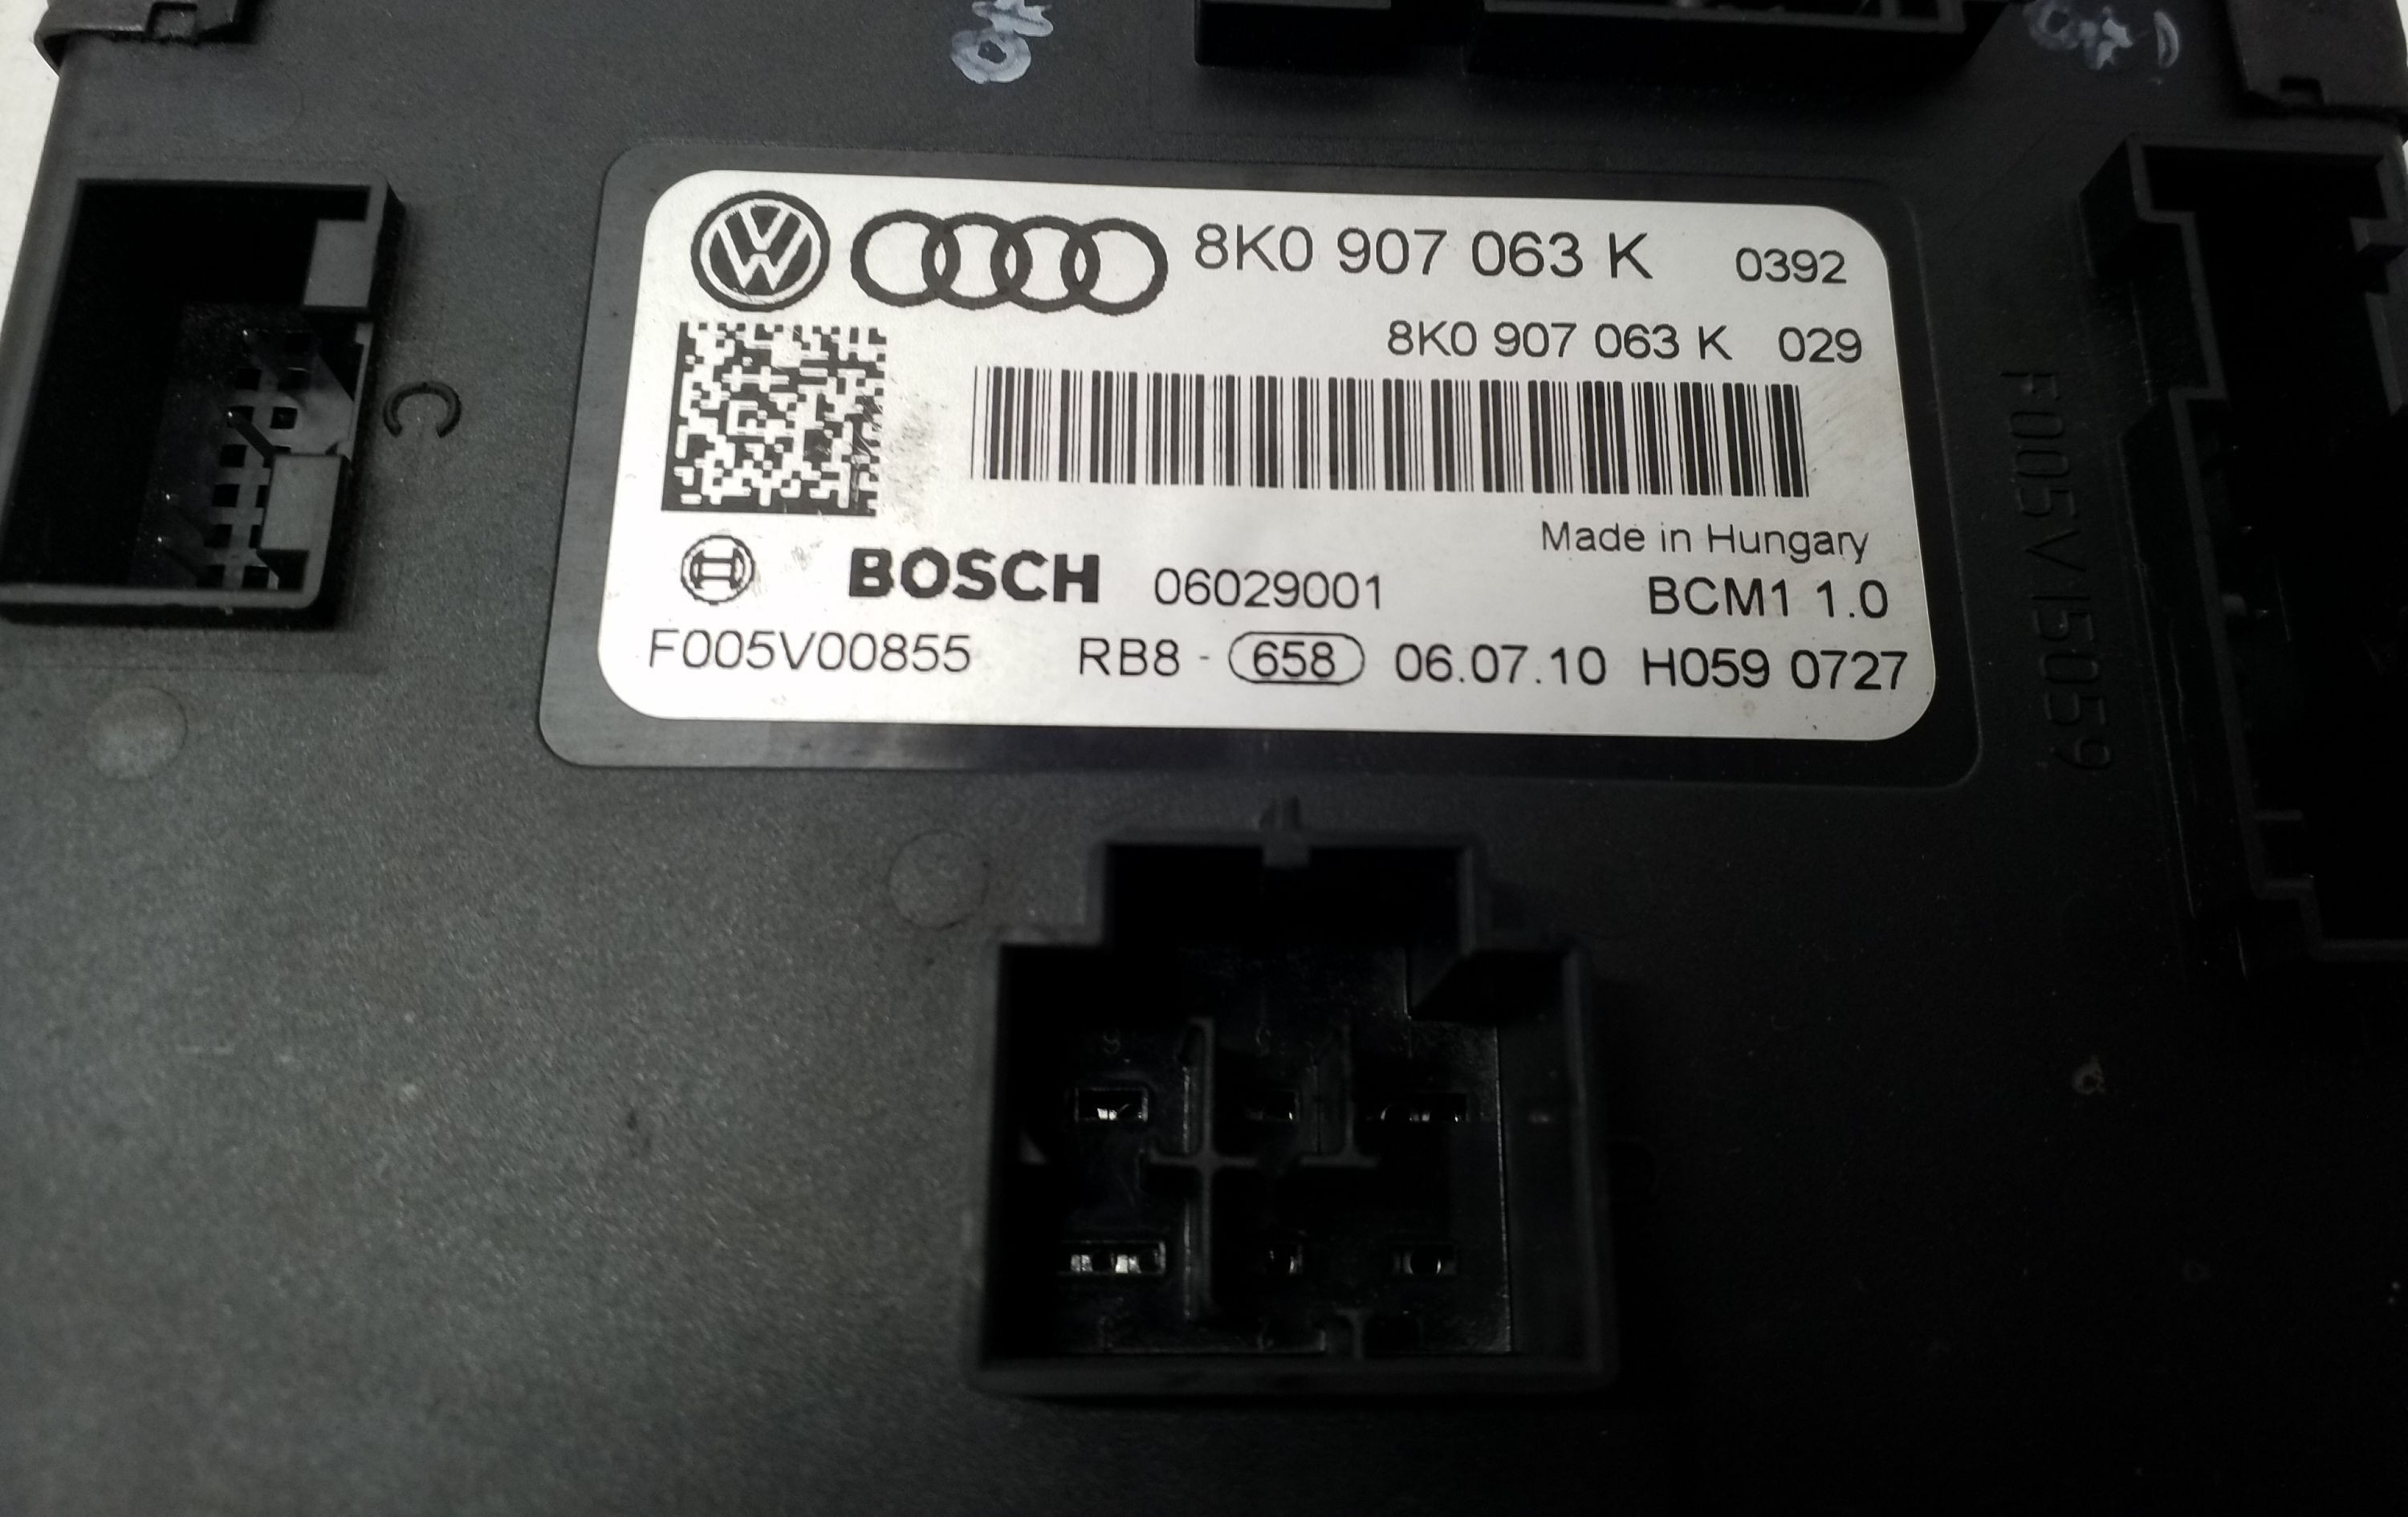 8K0 907 063 K 0392
8K0 907 063 K 029
Made in Hungary
BOSCH 06029001 BCM1 1.0
F005V00855 RB8 - 658 06.07.10 H059 0727
C
F005V15059